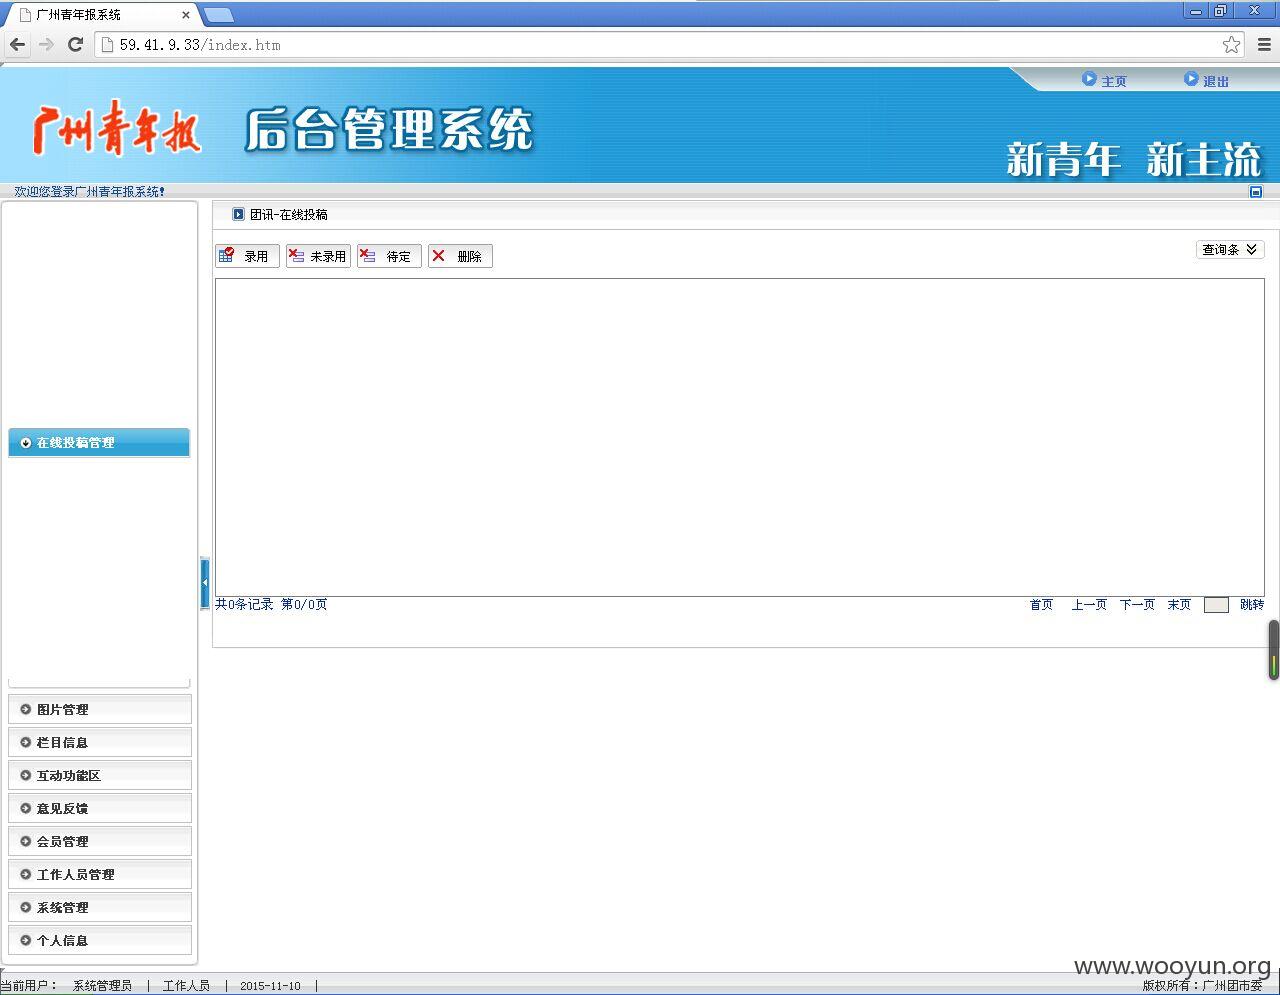 广州青年报系统
59.41.9.33/index.htm
主页 退出
广州青年报 后台管理系统
新青年 新主流
欢迎您登录广州青年报系统!
团讯-在线投稿
录用 未录用 待定 删除 查询条
在线投稿管理
共0条记录 第0/0页 首页 上一页 下一页 末页 跳转
图片管理
栏目信息
互动功能区
意见反馈
会员管理
工作人员管理
系统管理
个人信息
www.wooyun.org
当前用户: 系统管理员 | 工作人员 | 2015-11-10 | 版权所有:广州团市委